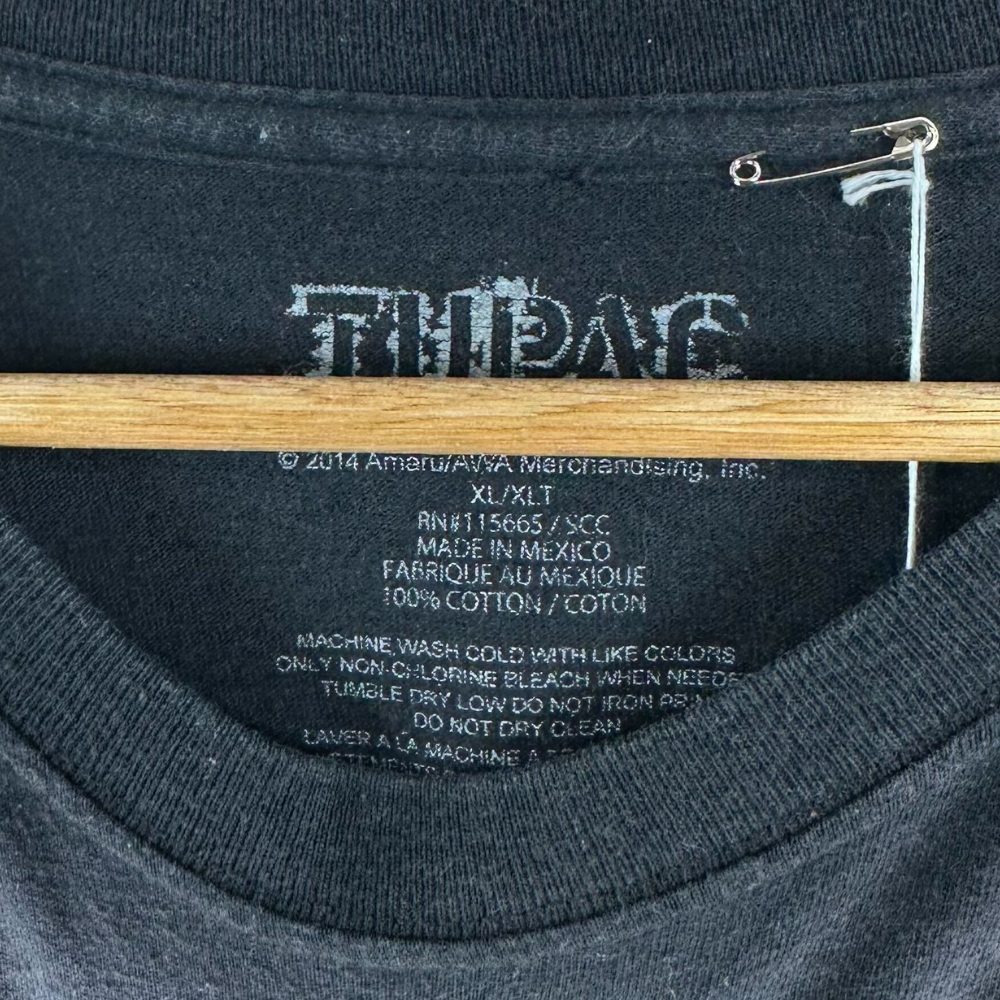 TUPAC
© 2014 Amaru/AWA Merchandising, Inc.
XL/XLT
RN#115665 / SCC
MADE IN MEXICO
FABRIQUE AU MEXIQUE
100% COTTON / COTON
MACHINE WASH COLD WITH LIKE COLORS
ONLY NON-CHLORINE BLEACH WHEN NEEDE
TUMBLE DRY LOW DO NOT IRON PRI
DO NOT DRY CLEAN
LAVER A LA MACHINE